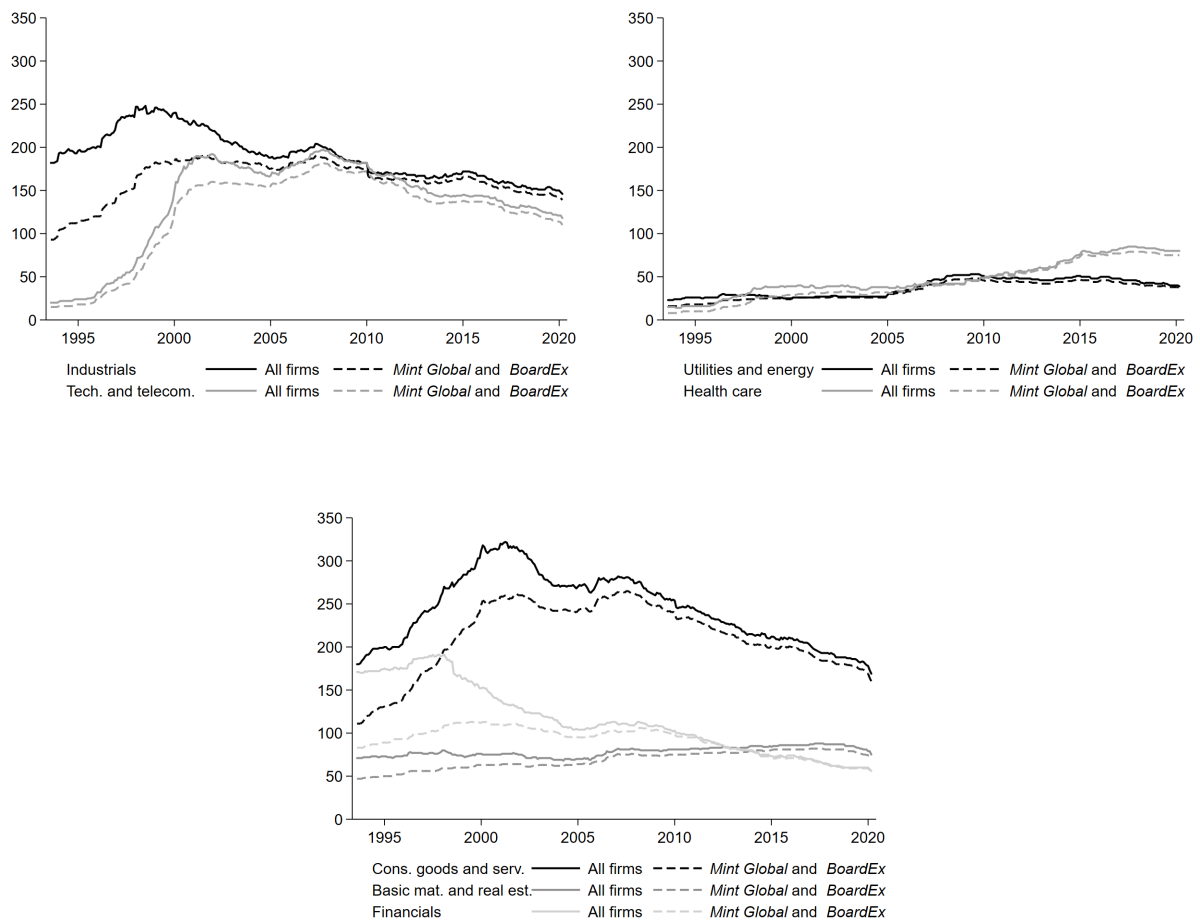 350
300
250
200
150
100
50
0
1995 2000 2005 2010 2015 2020
Industrials All firms Mint Global and BoardEx
Tech. and telecom. All firms Mint Global and BoardEx
350
300
250
200
150
100
50
0
1995 2000 2005 2010 2015 2020
Utilities and energy All firms Mint Global and BoardEx
Health care All firms Mint Global and BoardEx
350
300
250
200
150
100
50
0
1995 2000 2005 2010 2015 2020
Cons. goods and serv. All firms Mint Global and BoardEx
Basic mat. and real est. All firms Mint Global and BoardEx
Financials All firms Mint Global and BoardEx